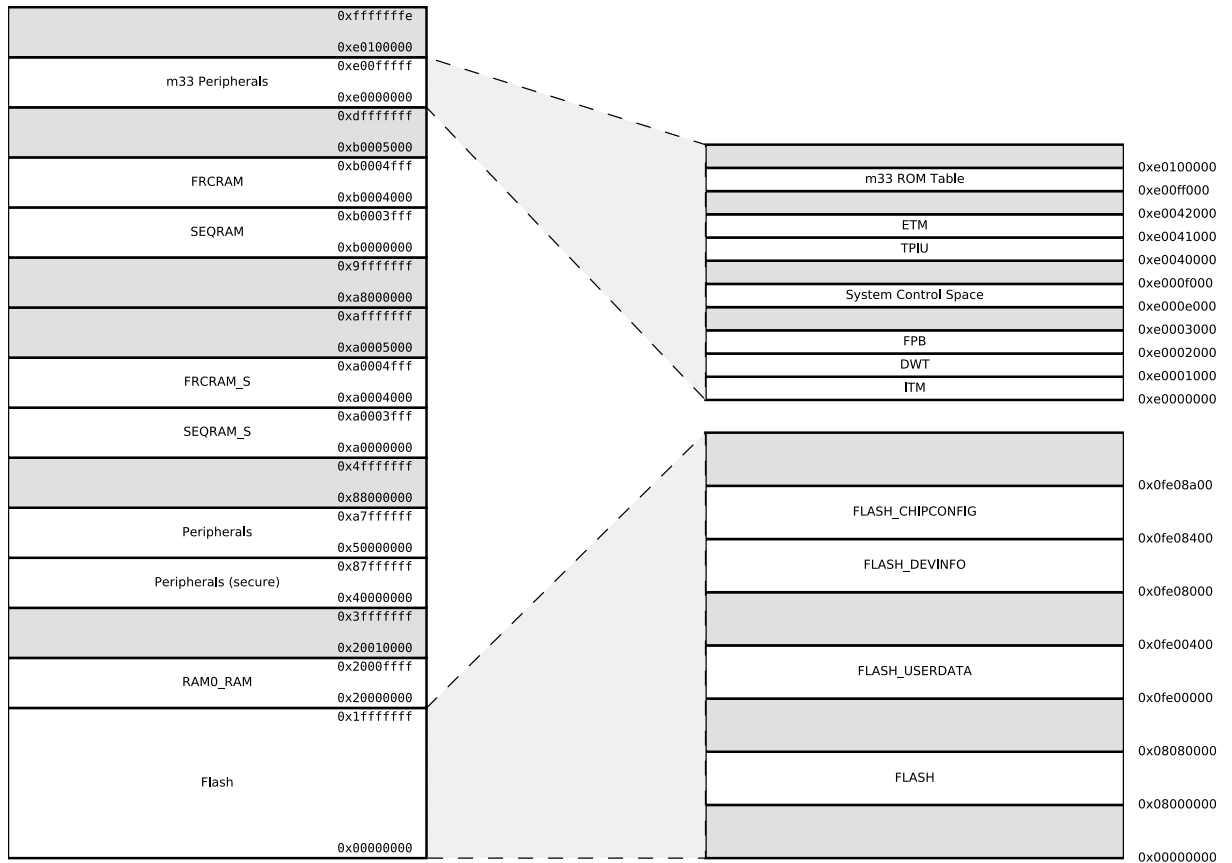 0xfffffffe
0xe0100000
0xe00fffff
m33 Peripherals
0xe0000000
0xdfffffff
0xb0005000
0xb0004fff
FRCRAM
0xb0004000
0xb0003fff
SEQRAM
0xb0000000
0x9fffffff
0xa8000000
0xafffffff
0xa0005000
0xa0004fff
FRCRAM_S
0xa0004000
0xa0003fff
SEQRAM_S
0xa0000000
0x4fffffff
0x88000000
0xa7ffffff
Peripherals
0x50000000
0x87ffffff
Peripherals (secure)
0x40000000
0x3fffffff
0x20010000
0x2000ffff
RAM0_RAM
0x20000000
0x1fffffff
Flash
0x00000000
0xe0100000
m33 ROM Table
0xe00ff000
0xe0042000
ETM
0xe0041000
TPIU
0xe0040000
0xe000f000
System Control Space
0xe000e000
0xe0003000
FPB
0xe0002000
DWT
0xe0001000
ITM
0xe0000000
0x0fe08a00
FLASH_CHIPCONFIG
0x0fe08400
FLASH_DEVINFO
0x0fe08000
0x0fe00400
FLASH_USERDATA
0x0fe00000
0x08080000
FLASH
0x08000000
0x00000000